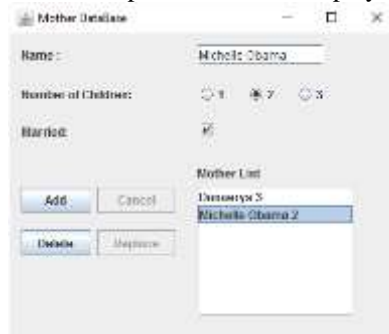 Mother DataBase
Name :
Michelle Obama
Number of Children:
1 2 3
Married:
Mother List
3
Michelle Obama 2
Add Cancel
Delete Replace